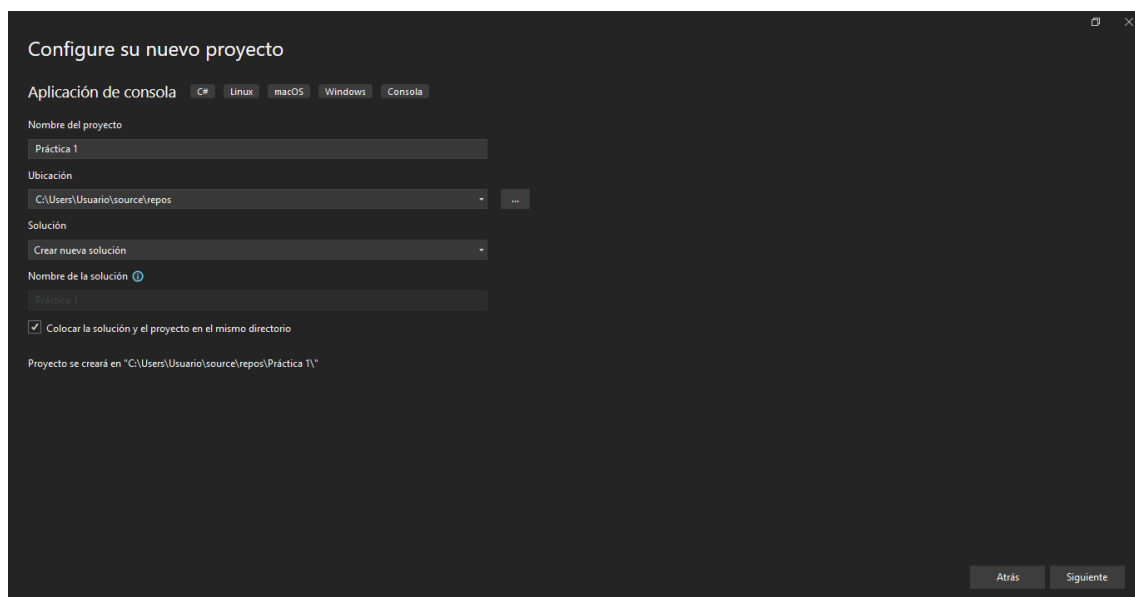 Configure su nuevo proyecto
Aplicación de consola C# Linux macOS Windows Consola
Nombre del proyecto
Práctica 1
Ubicación
C:\Users\Usuario\source\repos
...
Solución
Crear nueva solución
Nombre de la solución
Práctica 1
Colocar la solución y el proyecto en el mismo directorio
Proyecto se creará en "C:\Users\Usuario\source\repos\Práctica 1\"
Atrás Siguiente